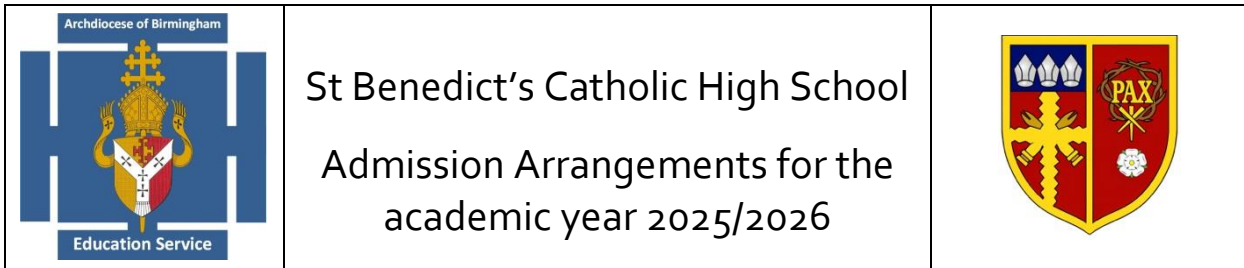 Archdiocese of Birmingham
Education Service
St Benedict’s Catholic High School
Admission Arrangements for the
academic year 2025/2026
PAX